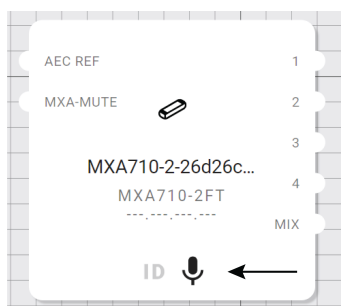 AEC REF 1
MXA-MUTE 2
3
MXA710-2-26d26c...
4
MXA710-2FT
---.---.---.---
MIX
ID